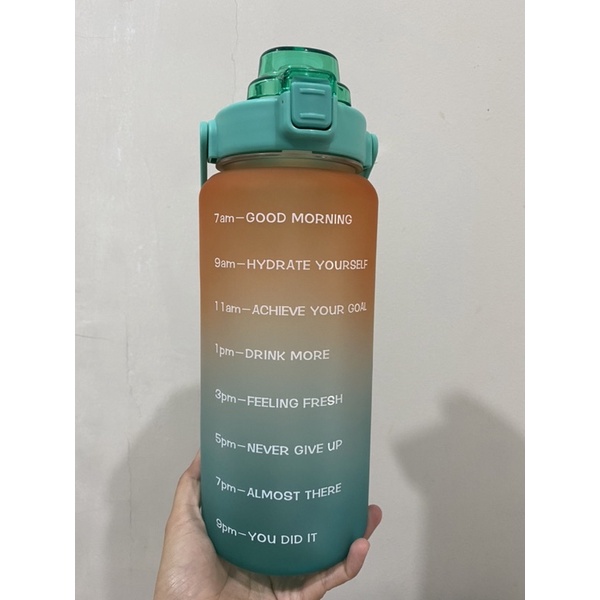 7am—GOOD MORNING
9am—HYDRATE YOURSELF
11am—ACHIEVE YOUR GOAL
1pm—DRINK MORE
3pm—FEELING FRESH
5pm—NEVER GIVE UP
7pm—ALMOST THERE
9pm—YOU DID IT